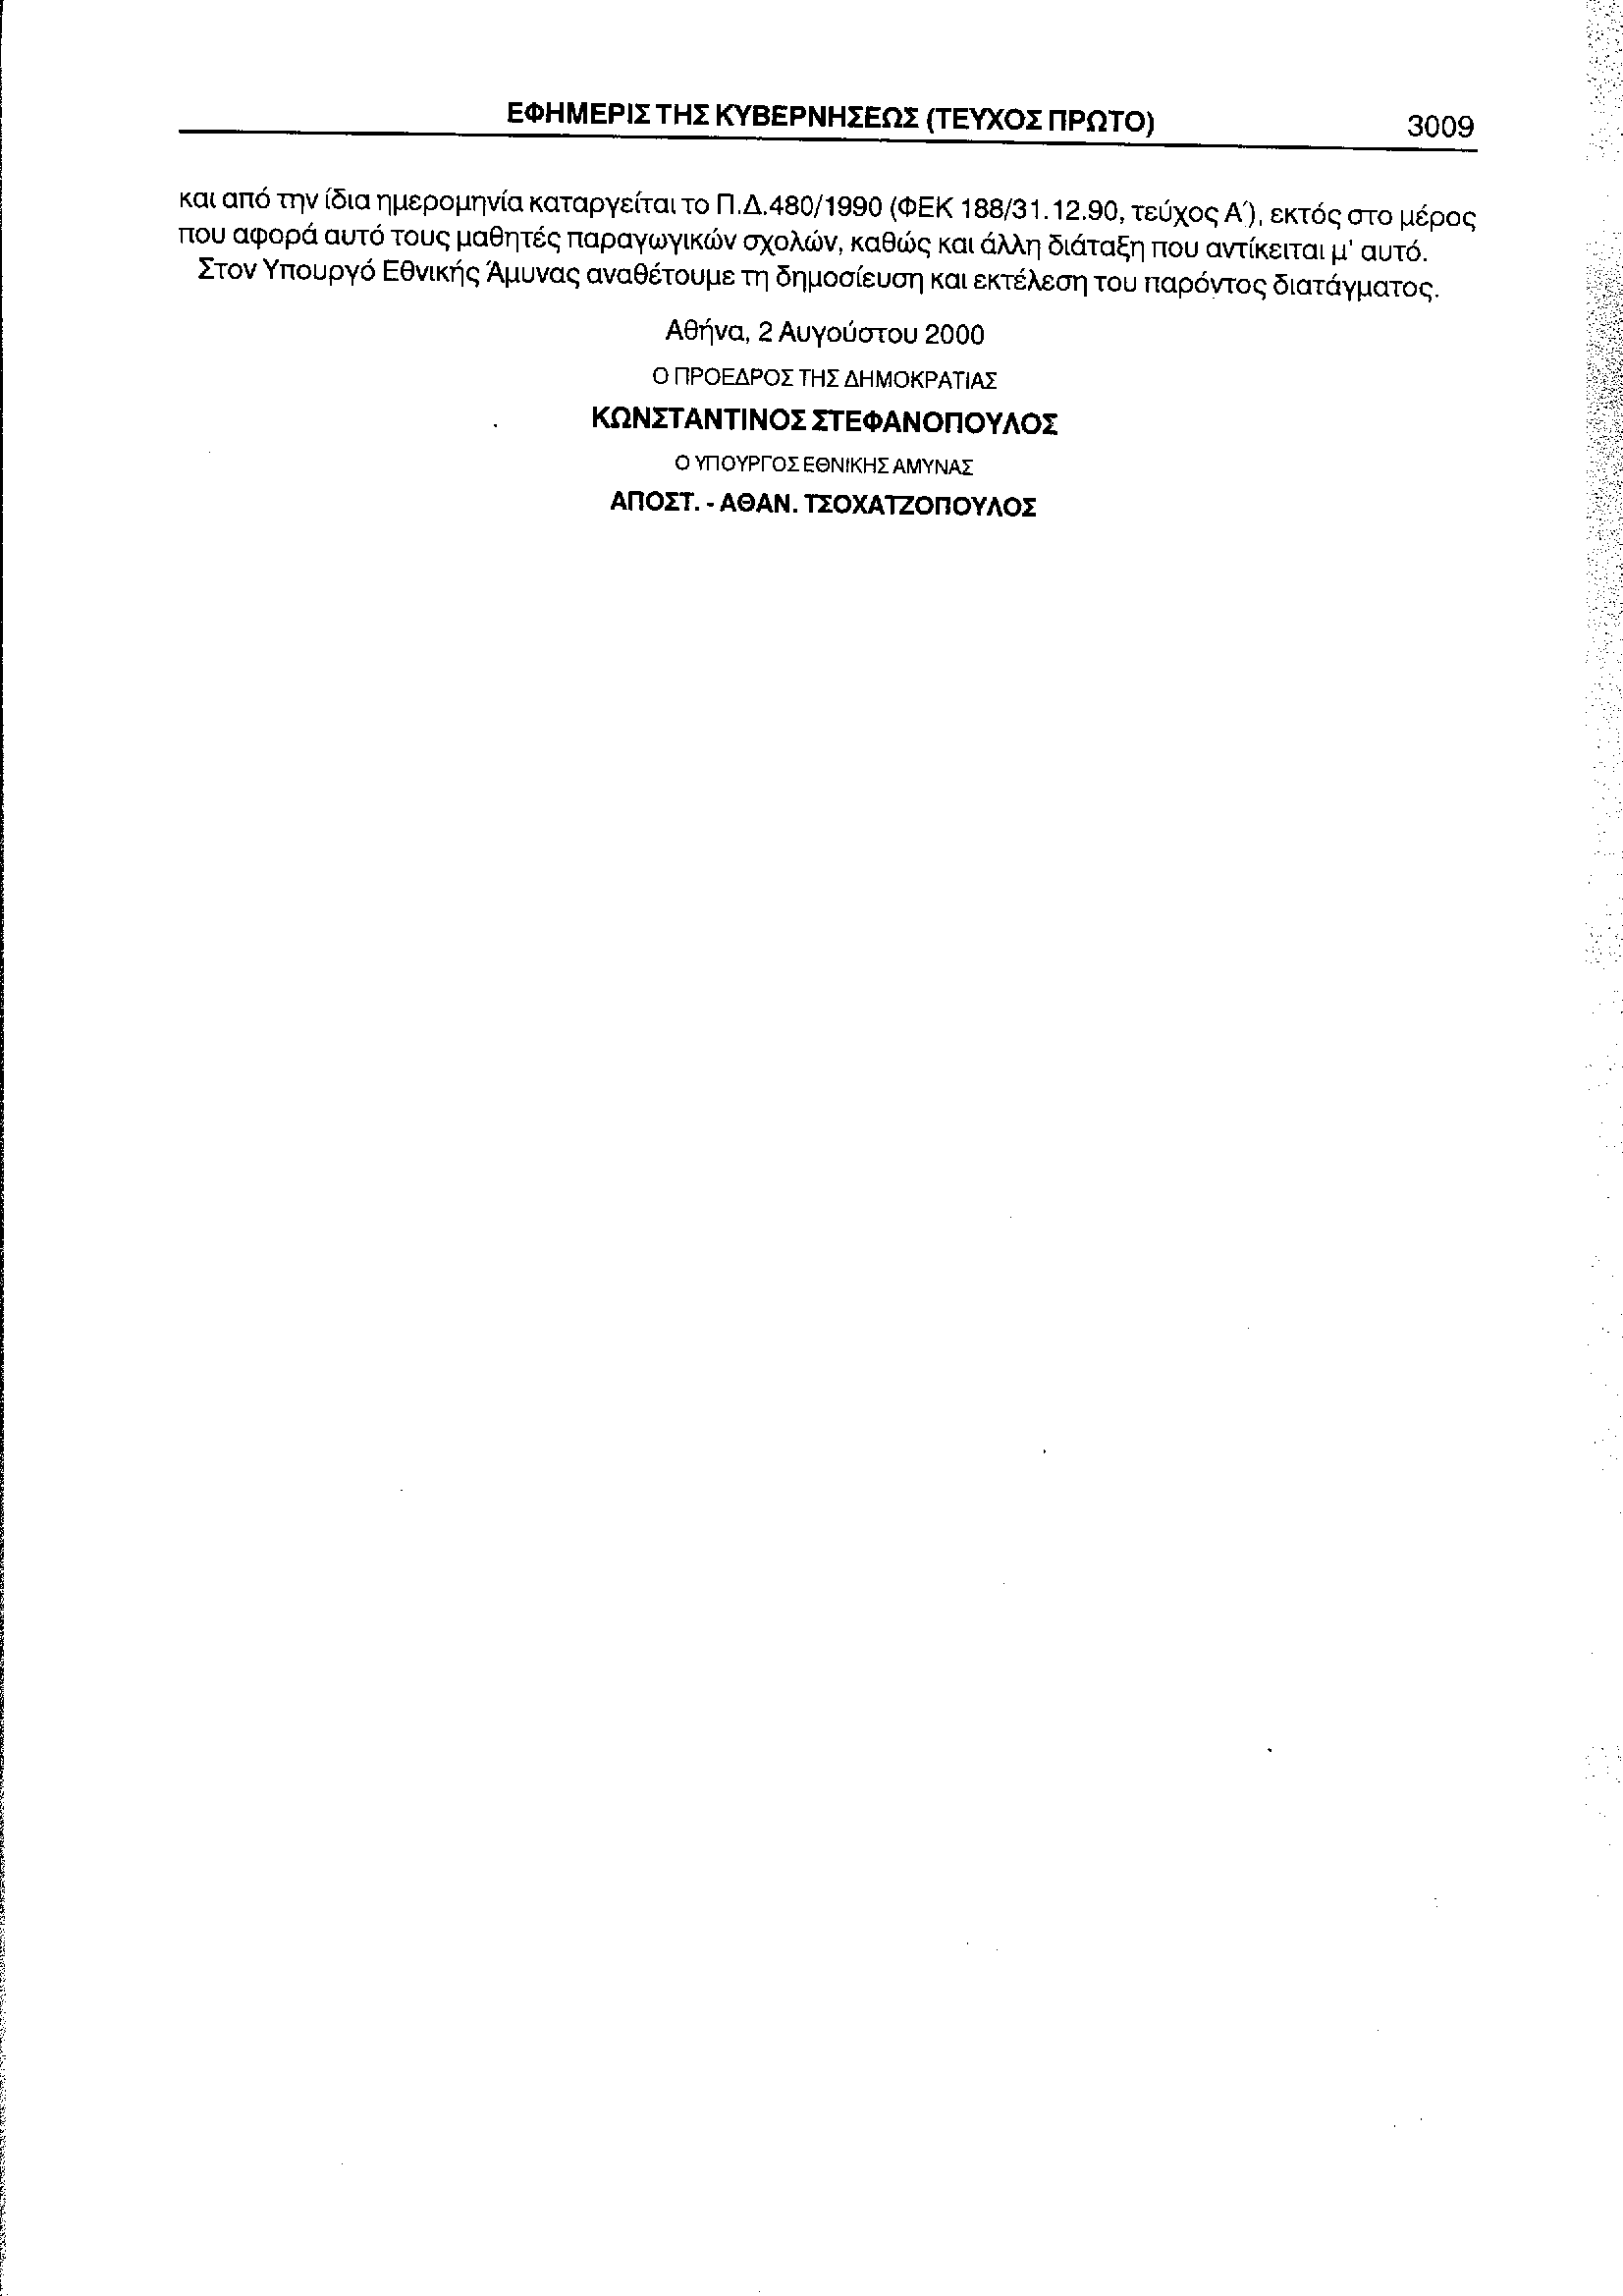 ΕΦΗΜΕΡΙΣ ΤΗΣ ΚΥΒΕΡΝΗΣΕΩΣ (ΤΕΥΧΟΣ ΠΡΩΤΟ) 3009
και από την ίδια ημερομηνία καταργείται το Π.Δ.480/1990 (ΦΕΚ 188/31.12.90, τεύχος Α΄), εκτός στο μέρος
που αφορά αυτό τους μαθητές παραγωγικών σχολών, καθώς και άλλη διάταξη που αντίκειται μ' αυτό.
Στον Υπουργό Εθνικής Άμυνας αναθέτουμε τη δημοσίευση και εκτέλεση του παρόντος διατάγματος.
Αθήνα, 2 Αυγούστου 2000
Ο ΠΡΟΕΔΡΟΣ ΤΗΣ ΔΗΜΟΚΡΑΤΙΑΣ
ΚΩΝΣΤΑΝΤΙΝΟΣ ΣΤΕΦΑΝΟΠΟΥΛΟΣ
Ο ΥΠΟΥΡΓΟΣ ΕΘΝΙΚΗΣ ΑΜΥΝΑΣ
ΑΠΟΣΤ. - ΑΘΑΝ. ΤΣΟΧΑΤΖΟΠΟΥΛΟΣ